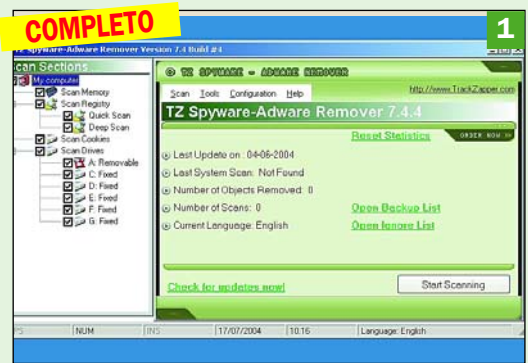 COMPLETO
1
TZ Spyware-Adware Remover Version 7.4 Build #4
Scan Sections
My computer
Scan Memory
Scan Registry
Quick Scan
Deep Scan
Scan Cookies
Scan Drives
A: Removable
C: Fixed
D: Fixed
E: Fixed
F: Fixed
G: Fixed
TZ SPYWARE - ADWARE REMOVER
Scan Tools Configuration Help
http://www.TrackZapper.com
TZ Spyware-Adware Remover 7.4.4
Reset Statistics
ORDER NOW
Last Update on : 04-06-2004
Last System Scan: Not Found
Number of Objects Removed: 0
Number of Scans: 0
Open Backup List
Current Language: English
Open Ignore List
Check for updates now!
Start Scanning
NUM
INS
17/07/2004
10.16
Language: English